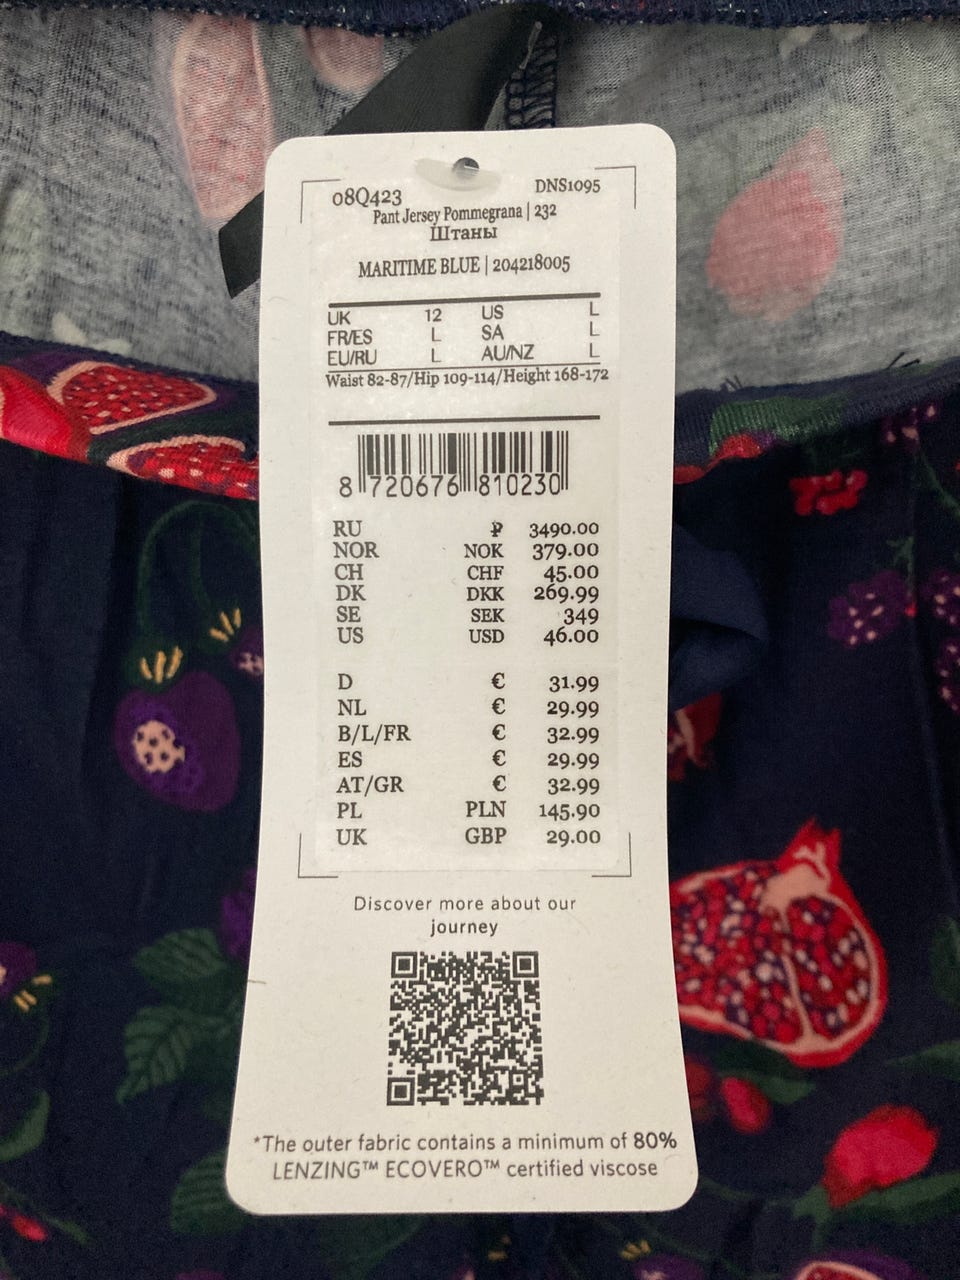 08Q423 DNS1095
Pant Jersey Pommegrana | 232
Штаны
MARITIME BLUE | 204218005
UK 12 US L
FR/ES L SA L
EU/RU L AU/NZ L
Waist 82-87/Hip 109-114/Height 168-172
8 720676 810230
RU ₽ 3490.00
NOR NOK 379.00
CH CHF 45.00
DK DKK 269.99
SE SEK 349
US USD 46.00
D € 31.99
NL € 29.99
B/L/FR € 32.99
ES € 29.99
AT/GR € 32.99
PL PLN 145.90
UK GBP 29.00
Discover more about our
journey
*The outer fabric contains a minimum of 80%
LENZING™ ECOVERO™ certified viscose